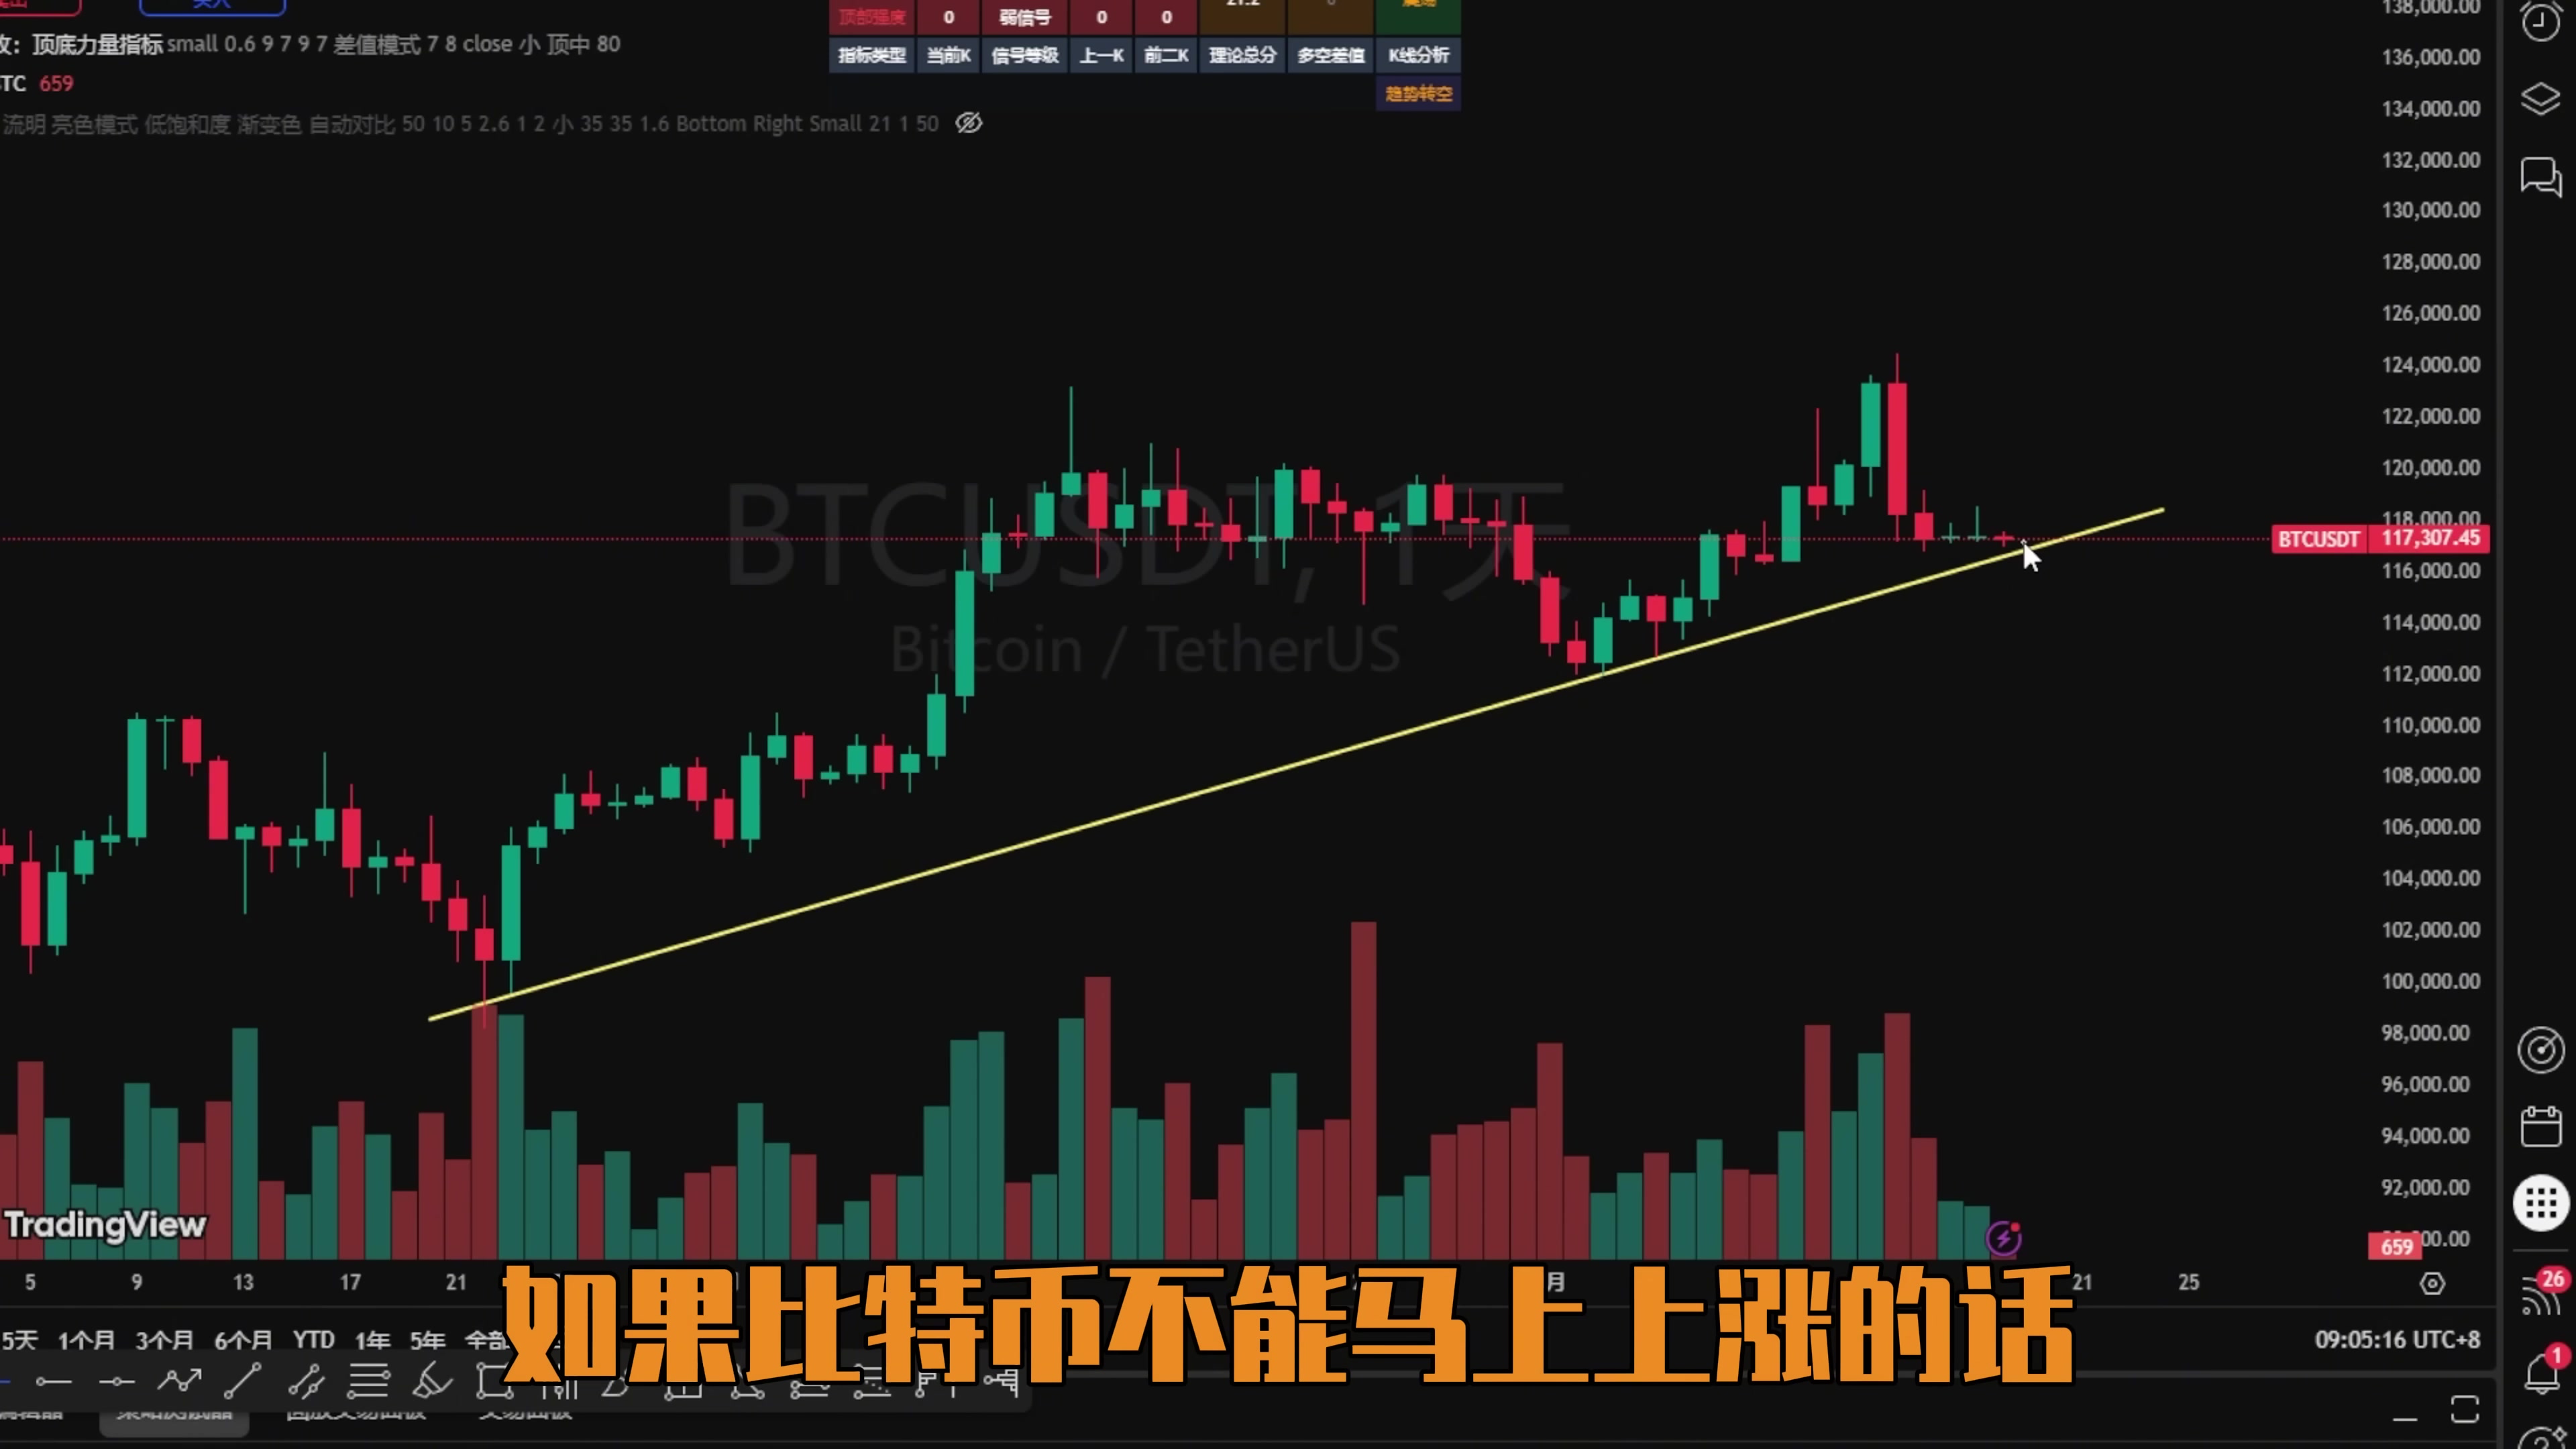 顶部强度 0 弱信号 0 0
指标类型 当前K 信号等级 上一K 前二K 理论总分 多空差值 K线分析
趋势转空
顶底力量指标 small 0.6 9 7 9 7 差值模式 7 8 close 小 顶中 80
TC 659
流明 亮色模式 低饱和度 渐变色 自动对比 50 10 5 2.6 1 2 小 35 35 1.6 Bottom Right Small 21 1 50
138,000.00
136,000.00
134,000.00
132,000.00
130,000.00
128,000.00
126,000.00
124,000.00
122,000.00
120,000.00
118,000.00
BTCUSDT 117,307.45
116,000.00
114,000.00
112,000.00
110,000.00
108,000.00
106,000.00
104,000.00
102,000.00
100,000.00
98,000.00
96,000.00
94,000.00
92,000.00
659
BTCUSDT, 1天
Bitcoin / TetherUS
TradingView
5 9 13 17 21 月 21 25
如果比特币不能马上上涨的话
5天 1个月 3个月 6个月 YTD 1年 5年 全部
09:05:16 UTC+8
26
1